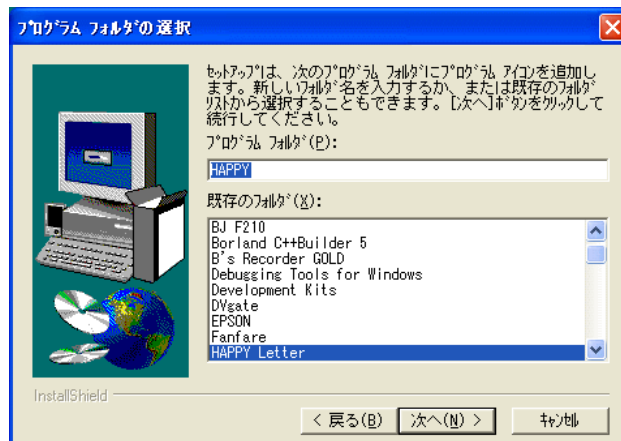 ﾌﾟﾛｸﾞﾗﾑ ﾌｫﾙﾀﾞの選択
ｾｯﾄｱｯﾌﾟは、次のﾌﾟﾛｸﾞﾗﾑ ﾌｫﾙﾀﾞにﾌﾟﾛｸﾞﾗﾑ ｱｲｺﾝを追加し
ます。新しいﾌｫﾙﾀﾞ名を入力するか、または既存のﾌｫﾙﾀﾞ
ﾘｽﾄから選択することもできます。[次へ]ﾎﾞﾀﾝをｸﾘｯｸして
続行してください。
ﾌﾟﾛｸﾞﾗﾑ ﾌｫﾙﾀﾞ(P):
HAPPY
既存のﾌｫﾙﾀﾞ(X):
BJ F210
Borland C++Builder 5
B's Recorder GOLD
Debugging Tools for Windows
Development Kits
DVgate
EPSON
Fanfare
HAPPY Letter
InstallShield
< 戻る(B) 次へ(N) > ｷｬﾝｾﾙ